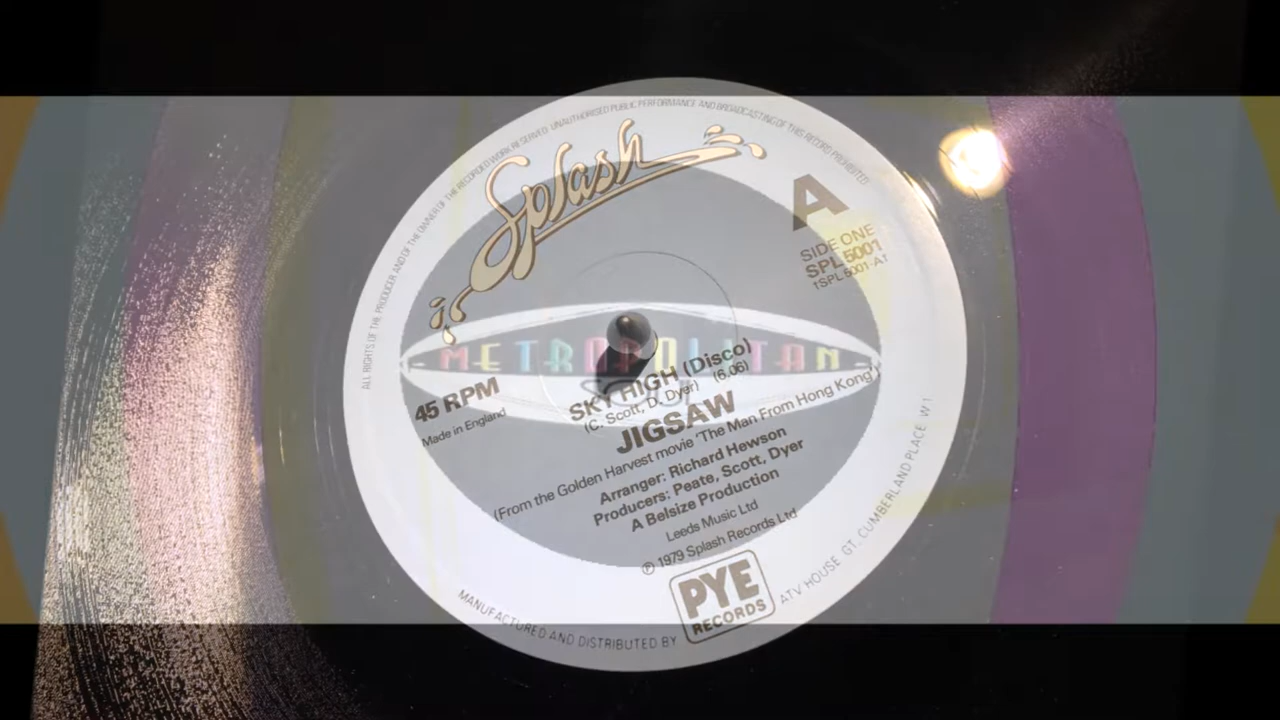 ALL RIGHTS OF THE PRODUCER AND OF THE OWNER OF THE RECORDED WORK RESERVED UNAUTHORISED PUBLIC PERFORMANCE AND BROADCASTING OF THIS RECORD PROHIBITED
Splash
A
SIDE ONE
SPL 5001
†SPL 5001-A†
METROPOLITAN
45 RPM
Made in England
SKY HIGH (Disco)
(C. Scott, D. Dyer) (6.06)
JIGSAW
(From the Golden Harvest movie 'The Man From Hong Kong')
Arranger: Richard Hewson
Producers: Peate, Scott, Dyer
A Belsize Production
Leeds Music Ltd
℗ 1979 Splash Records Ltd
PYE
RECORDS
MANUFACTURED AND DISTRIBUTED BY
ATV HOUSE GT. CUMBERLAND PLACE W1